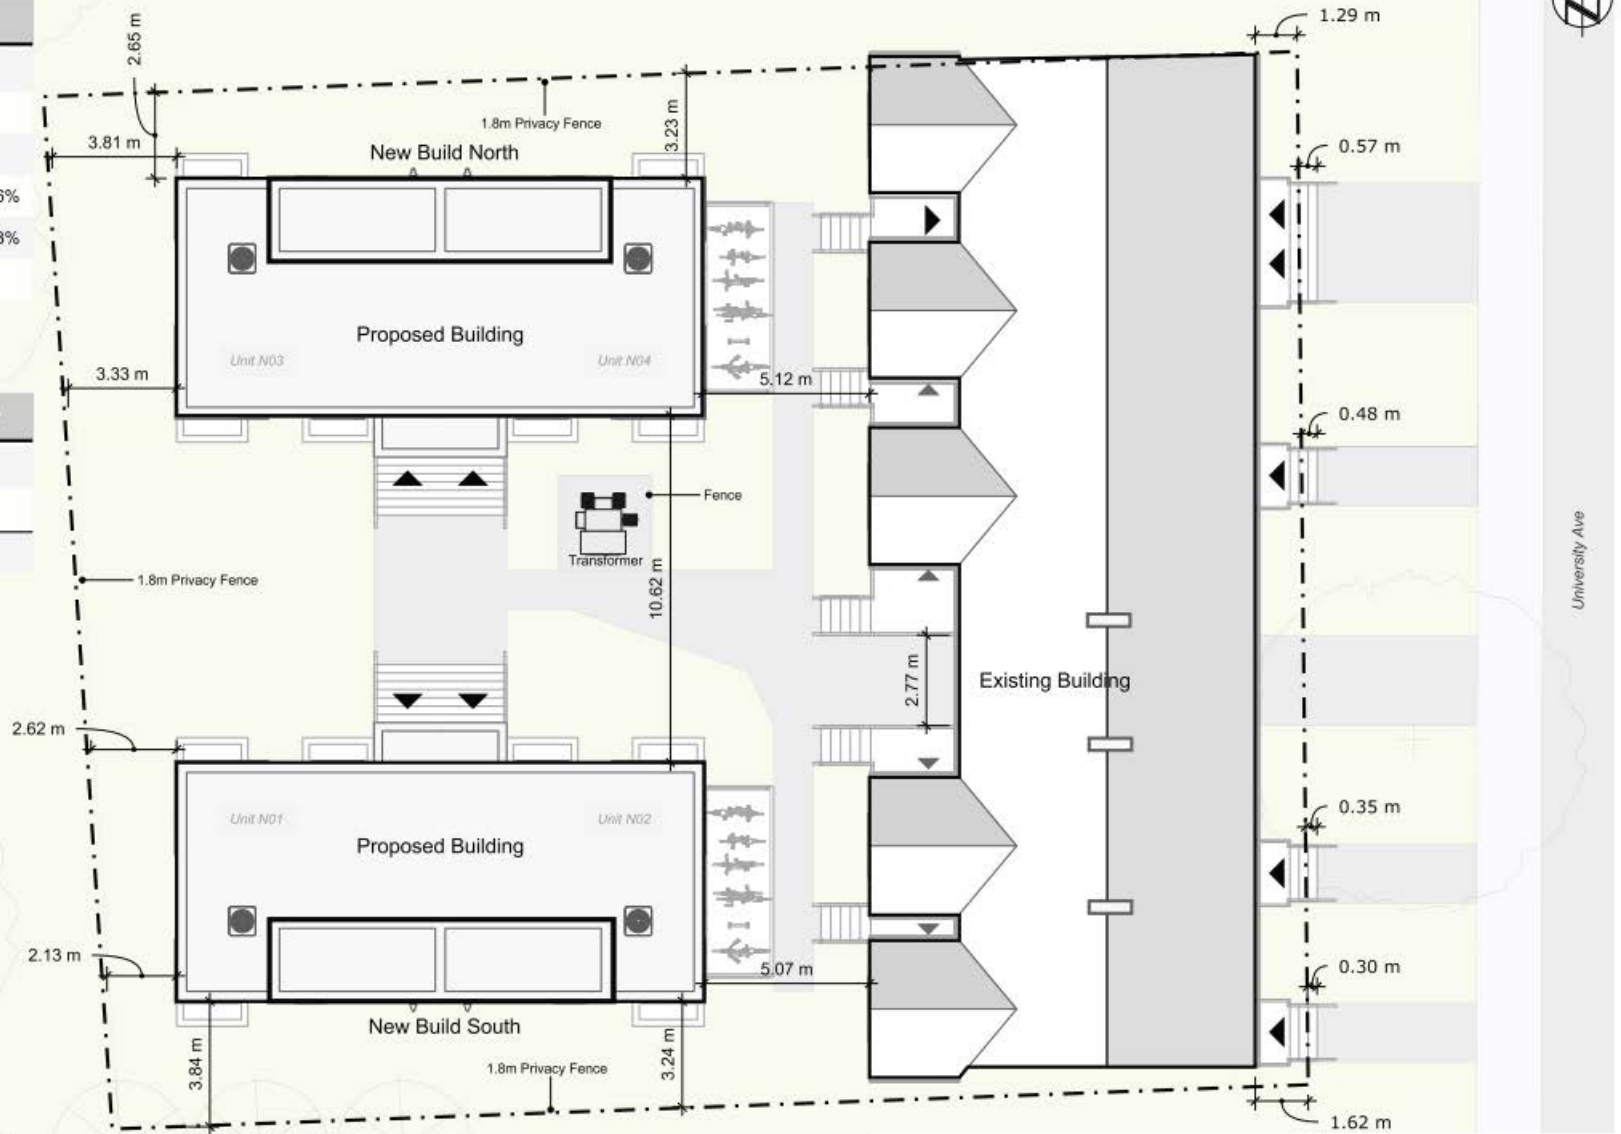 1.29 m
2.65 m
1.8m Privacy Fence
3.23 m
3.81 m
New Build North
0.57 m
6%
8%
Proposed Building
Unit N03
Unit N04
3.33 m
5.12 m
0.48 m
Fence
Transformer
1.8m Privacy Fence
10.62 m
University Ave
2.77 m
Existing Building
2.62 m
0.35 m
Unit N01
Unit N02
Proposed Building
2.13 m
5.07 m
0.30 m
New Build South
3.84 m
3.24 m
1.8m Privacy Fence
1.62 m